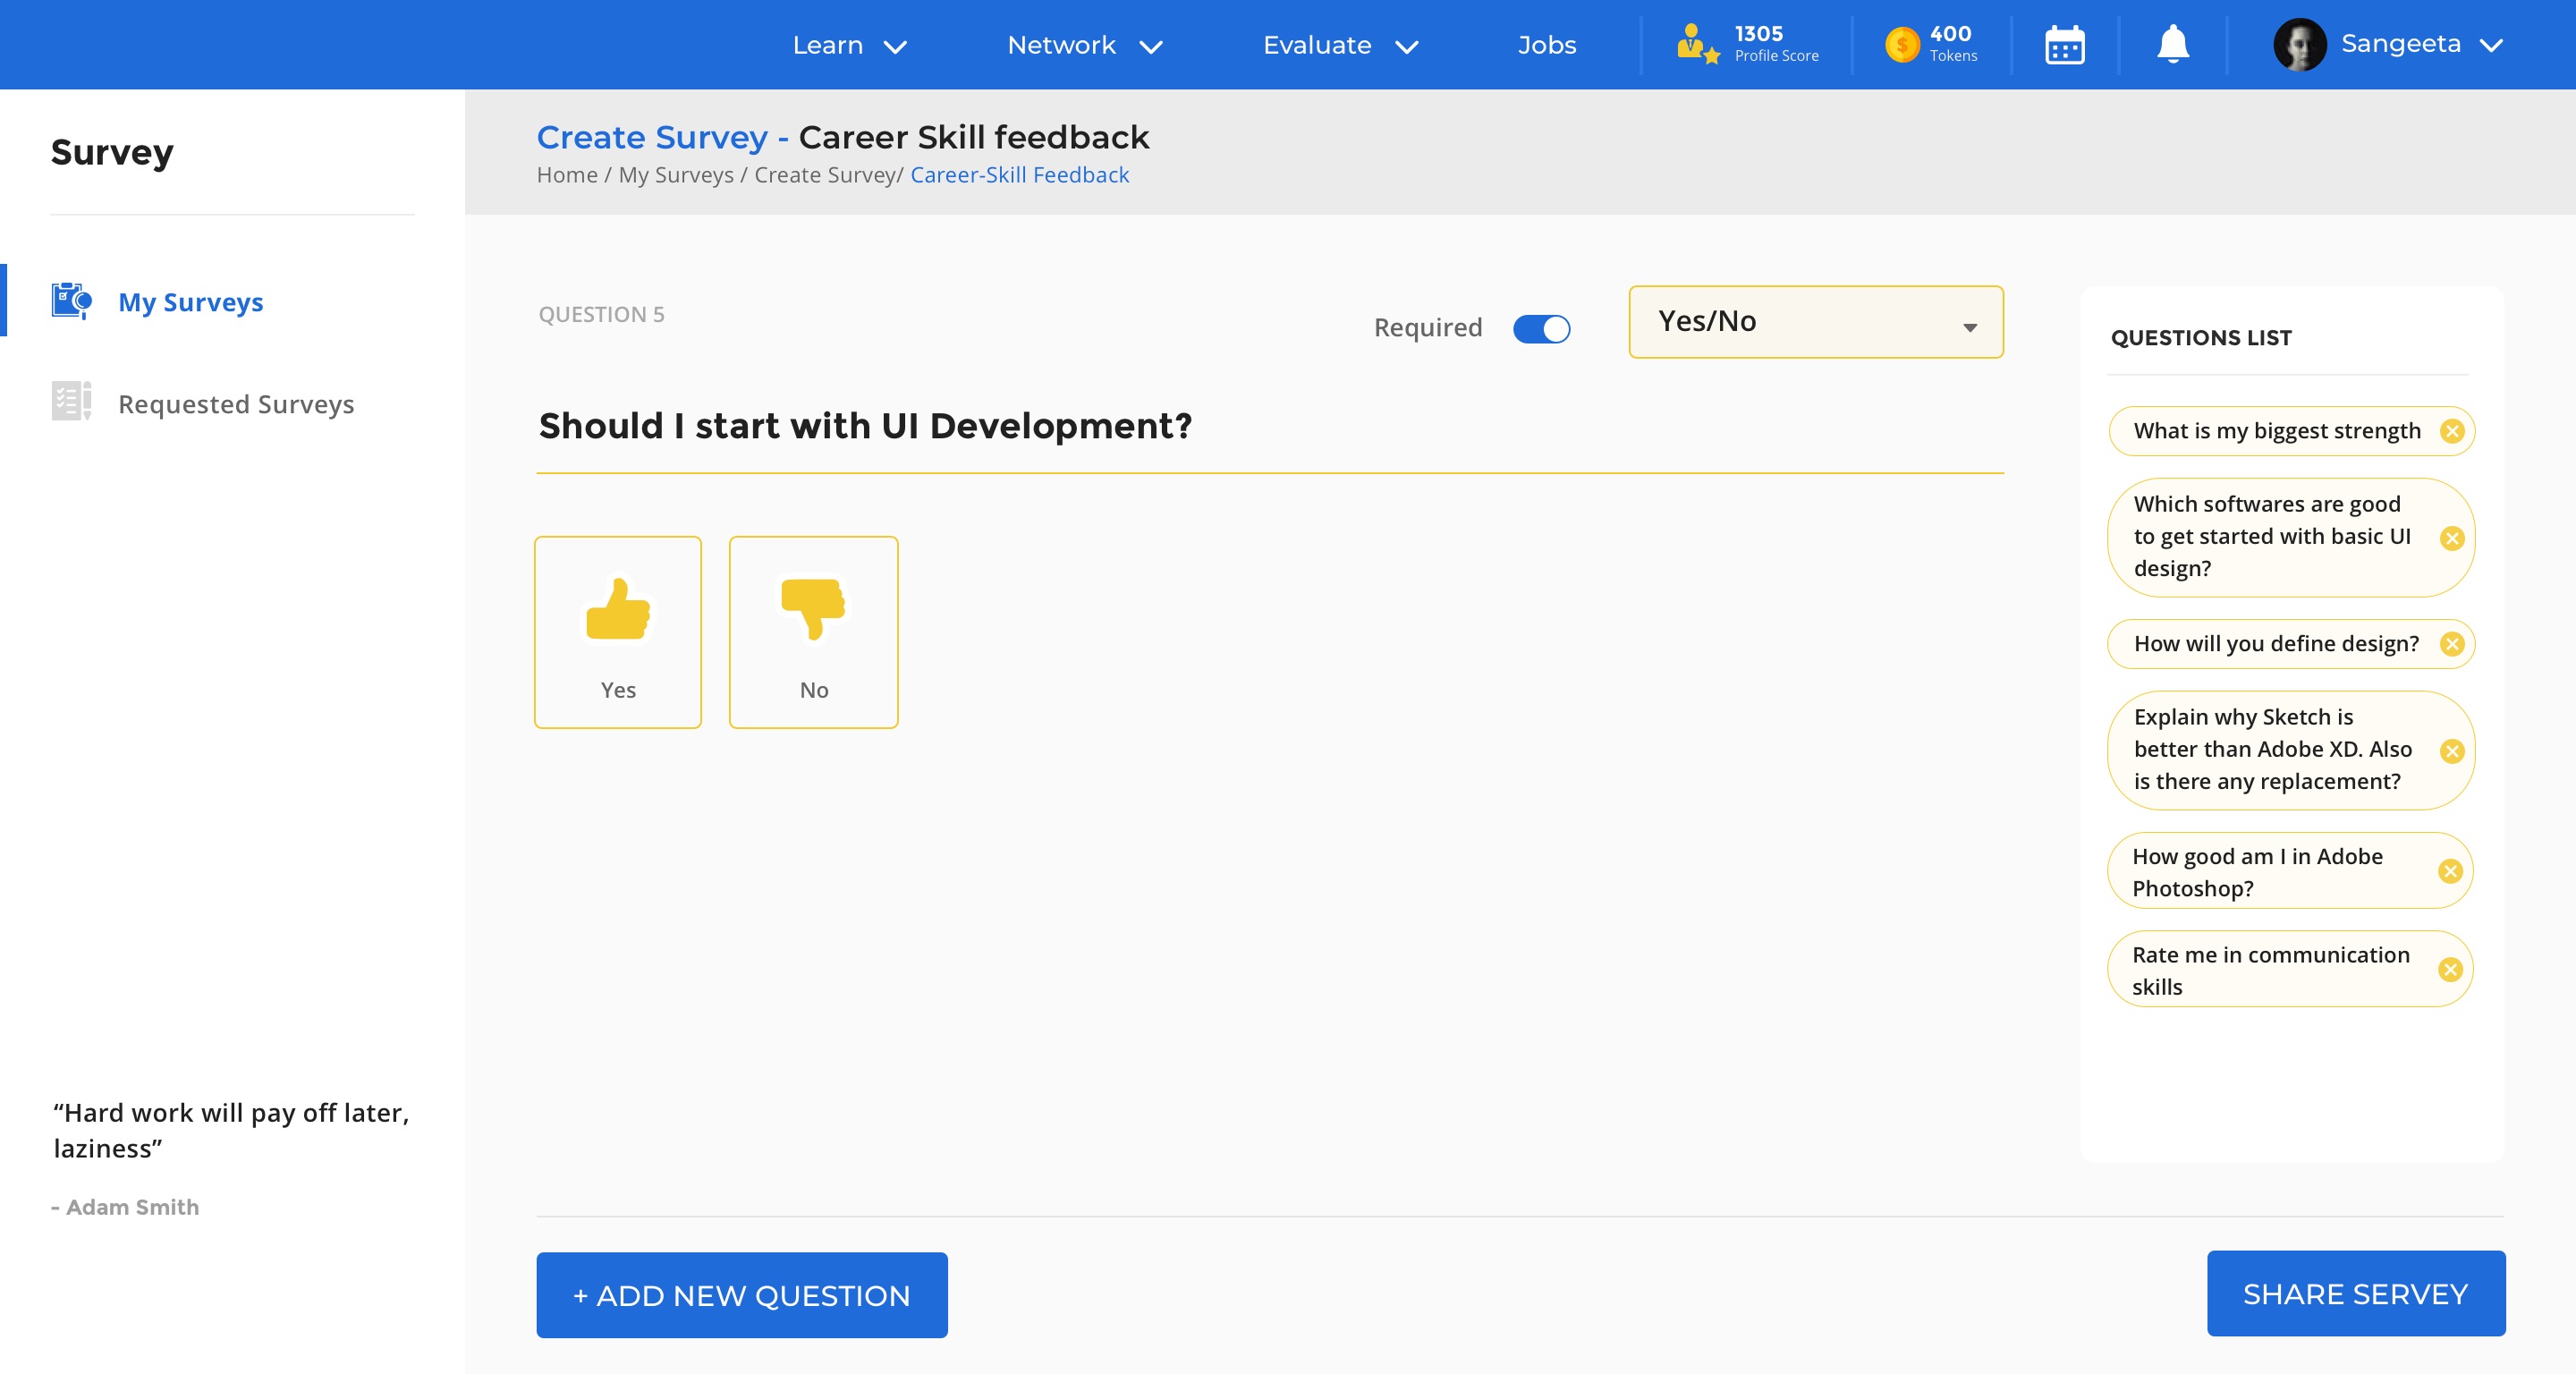 Learn
Network
Evaluate
Jobs
1305
Profile Score
400
Tokens
Sangeeta
Survey
My Surveys
Requested Surveys
“Hard work will pay off later,
laziness”
- Adam Smith
Create Survey - Career Skill feedback
Home / My Surveys / Create Survey/ Career-Skill Feedback
QUESTION 5
Required
Yes/No
Should I start with UI Development?
Yes
No
QUESTIONS LIST
What is my biggest strength
Which softwares are good
to get started with basic UI
design?
How will you define design?
Explain why Sketch is
better than Adobe XD. Also
is there any replacement?
How good am I in Adobe
Photoshop?
Rate me in communication
skills
+ ADD NEW QUESTION
SHARE SERVEY